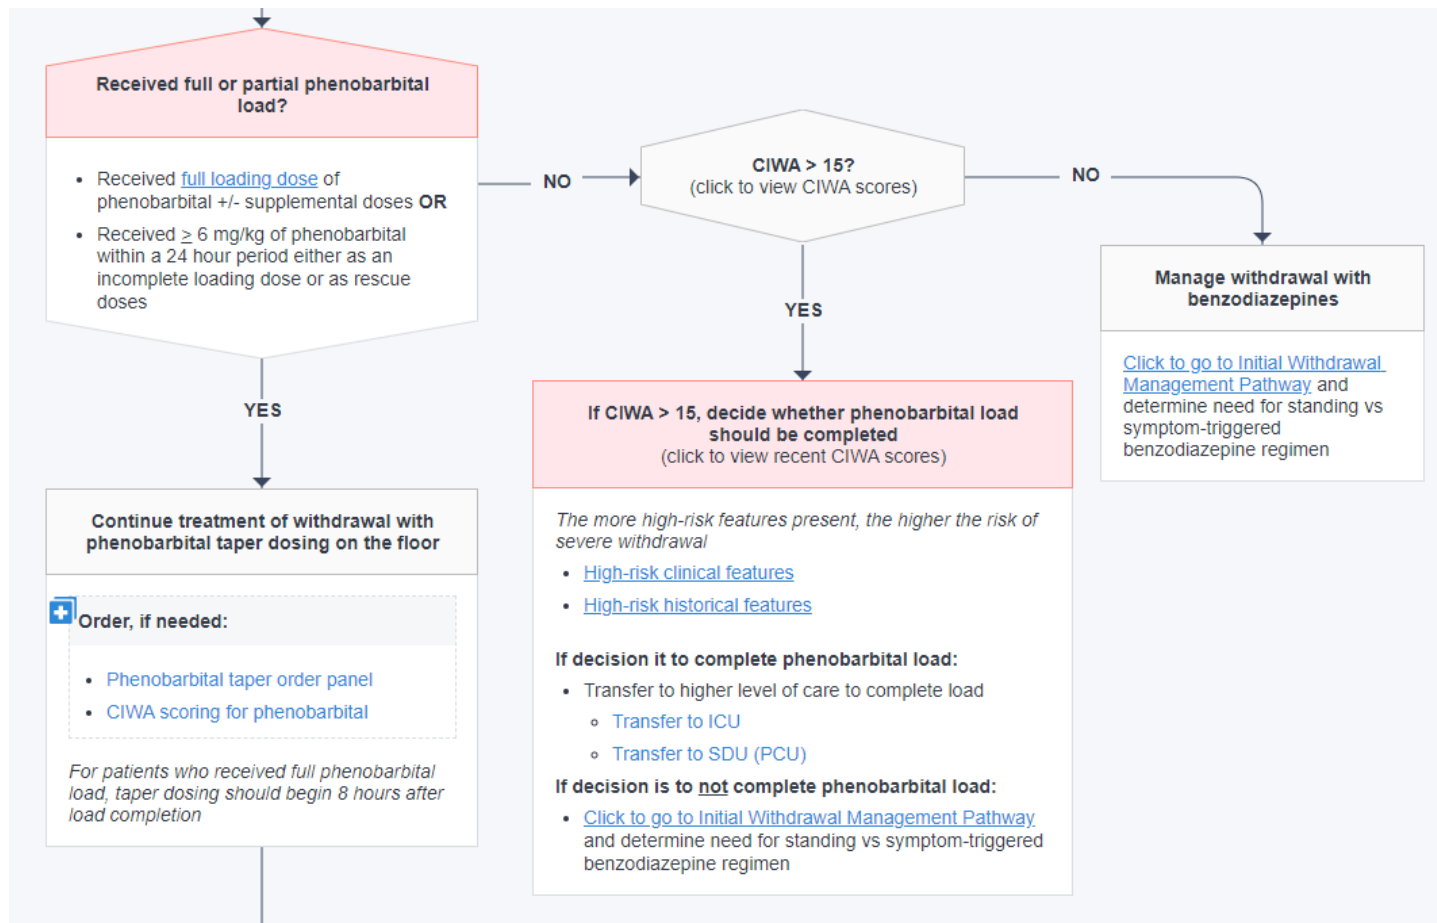 Received full or partial phenobarbital
load?
• Received full loading dose of
phenobarbital +/- supplemental doses OR
• Received ≥ 6 mg/kg of phenobarbital
within a 24 hour period either as an
incomplete loading dose or as rescue
doses
NO
CIWA > 15?
(click to view CIWA scores)
NO
Manage withdrawal with
benzodiazepines
Click to go to Initial Withdrawal
Management Pathway and
determine need for standing vs
symptom-triggered
benzodiazepine regimen
YES
If CIWA > 15, decide whether phenobarbital load
should be completed
(click to view recent CIWA scores)
The more high-risk features present, the higher the risk of
severe withdrawal
• High-risk clinical features
• High-risk historical features
If decision it to complete phenobarbital load:
• Transfer to higher level of care to complete load
◦ Transfer to ICU
◦ Transfer to SDU (PCU)
If decision is to not complete phenobarbital load:
• Click to go to Initial Withdrawal Management Pathway
and determine need for standing vs symptom-triggered
benzodiazepine regimen
YES
Continue treatment of withdrawal with
phenobarbital taper dosing on the floor
Order, if needed:
• Phenobarbital taper order panel
• CIWA scoring for phenobarbital
For patients who received full phenobarbital
load, taper dosing should begin 8 hours after
load completion